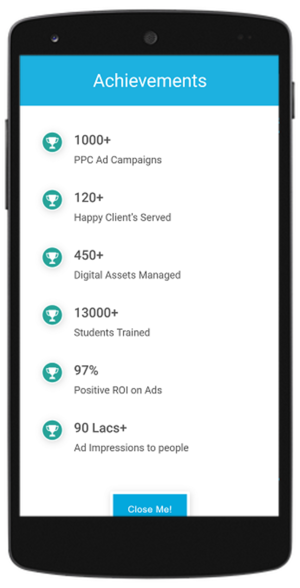 Achievements
1000+
PPC Ad Campaigns
120+
Happy Client's Served
450+
Digital Assets Managed
13000+
Students Trained
97%
Positive ROI on Ads
90 Lacs+
Ad Impressions to people
Close Me!